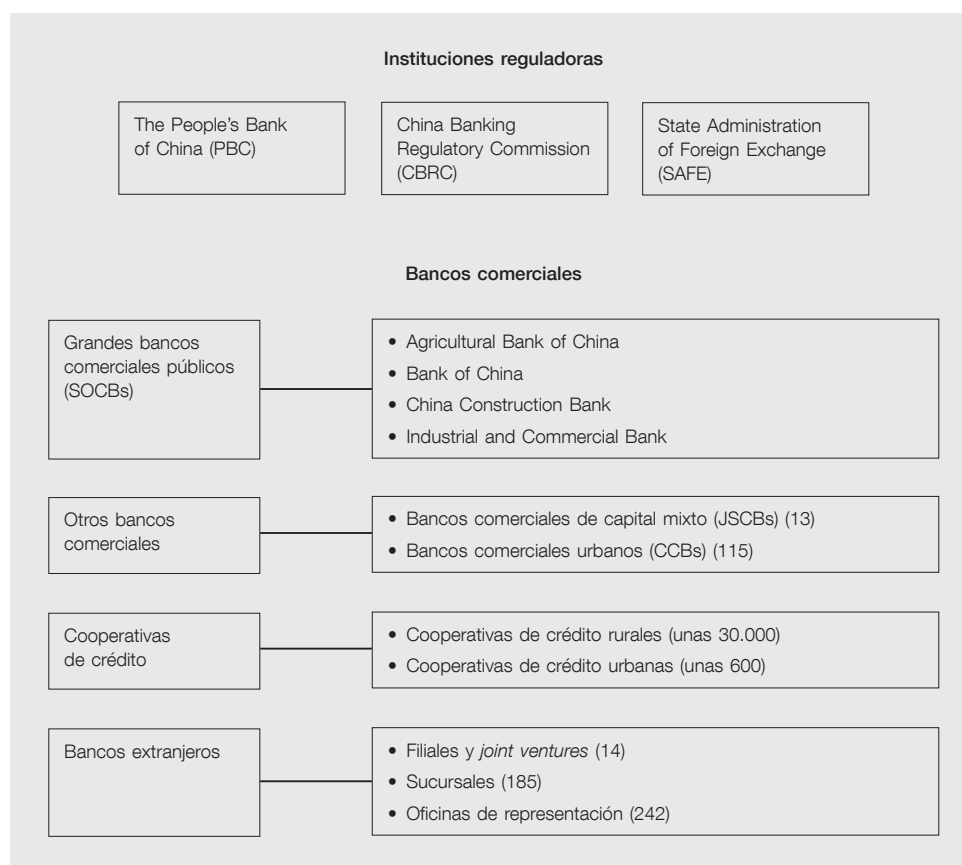 Instituciones reguladoras
The People's Bank
of China (PBC)
China Banking
Regulatory Commission
(CBRC)
State Administration
of Foreign Exchange
(SAFE)
Bancos comerciales
Grandes bancos
comerciales públicos
(SOCBs)
• Agricultural Bank of China
• Bank of China
• China Construction Bank
• Industrial and Commercial Bank
Otros bancos
comerciales
• Bancos comerciales de capital mixto (JSCBs) (13)
• Bancos comerciales urbanos (CCBs) (115)
Cooperativas
de crédito
• Cooperativas de crédito rurales (unas 30.000)
• Cooperativas de crédito urbanas (unas 600)
Bancos extranjeros
• Filiales y joint ventures (14)
• Sucursales (185)
• Oficinas de representación (242)